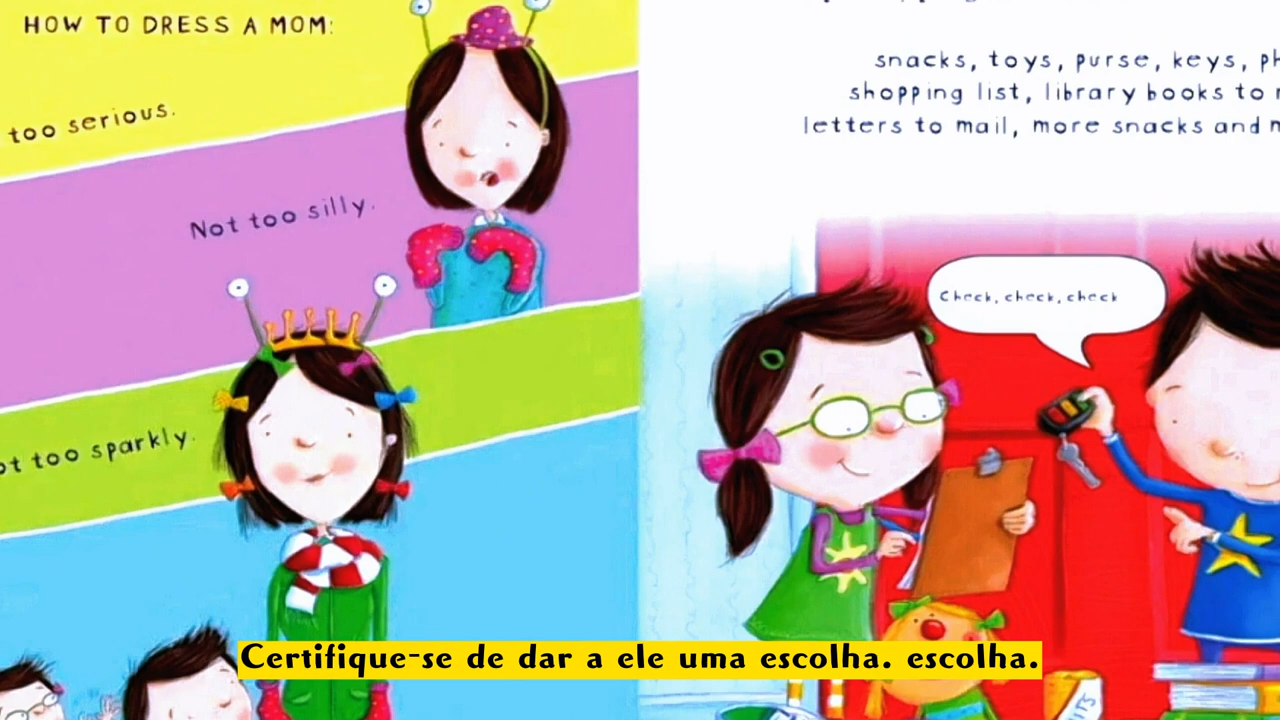 HOW TO DRESS A MOM:
too serious.
Not too silly.
too sparkly.
snacks, toys, purse, keys,
shopping list, library books to
letters to mail, more snacks and
Check, check, check
Certifique-se de dar a ele uma escolha. escolha.